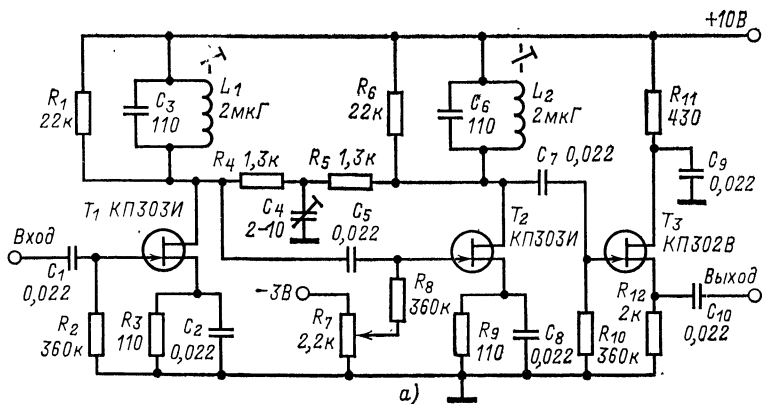 +10В
R1
22к
C3
110
L1
2мкГ
R6
22к
C6
110
L2
2мкГ
R11
430
R4 1,3к
R5 1,3к
C7 0,022
C9
0,022
T1 КП303И
C4
2-10
C5
0,022
T2
КП303И
T3
КП302В
Вход
C1
0,022
R2
360к
R3
110
C2
0,022
−3В
R7
2,2к
R8
360к
R9
110
C8
0,022
R10
360к
R12
2к
Выход
C10
0,022
а)